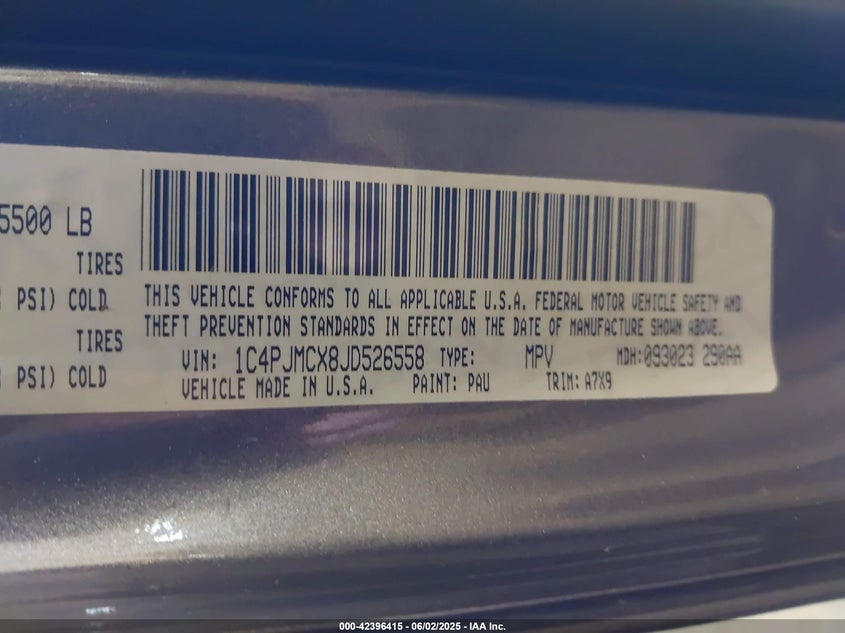 5500 LB
TIRES
PSI) COLD
TIRES
PSI) COLD
THIS VEHICLE CONFORMS TO ALL APPLICABLE U.S.A. FEDERAL MOTOR VEHICLE SAFETY AND
THEFT PREVENTION STANDARDS IN EFFECT ON THE DATE OF MANUFACTURE SHOWN ABOVE.
VIN: 1C4PJMCX8JD526558 TYPE: MPV MDH:093023 290AA
VEHICLE MADE IN U.S.A. PAINT: PAU TRIM: A7X9
000-42396415 - 06/02/2025 - IAA Inc.